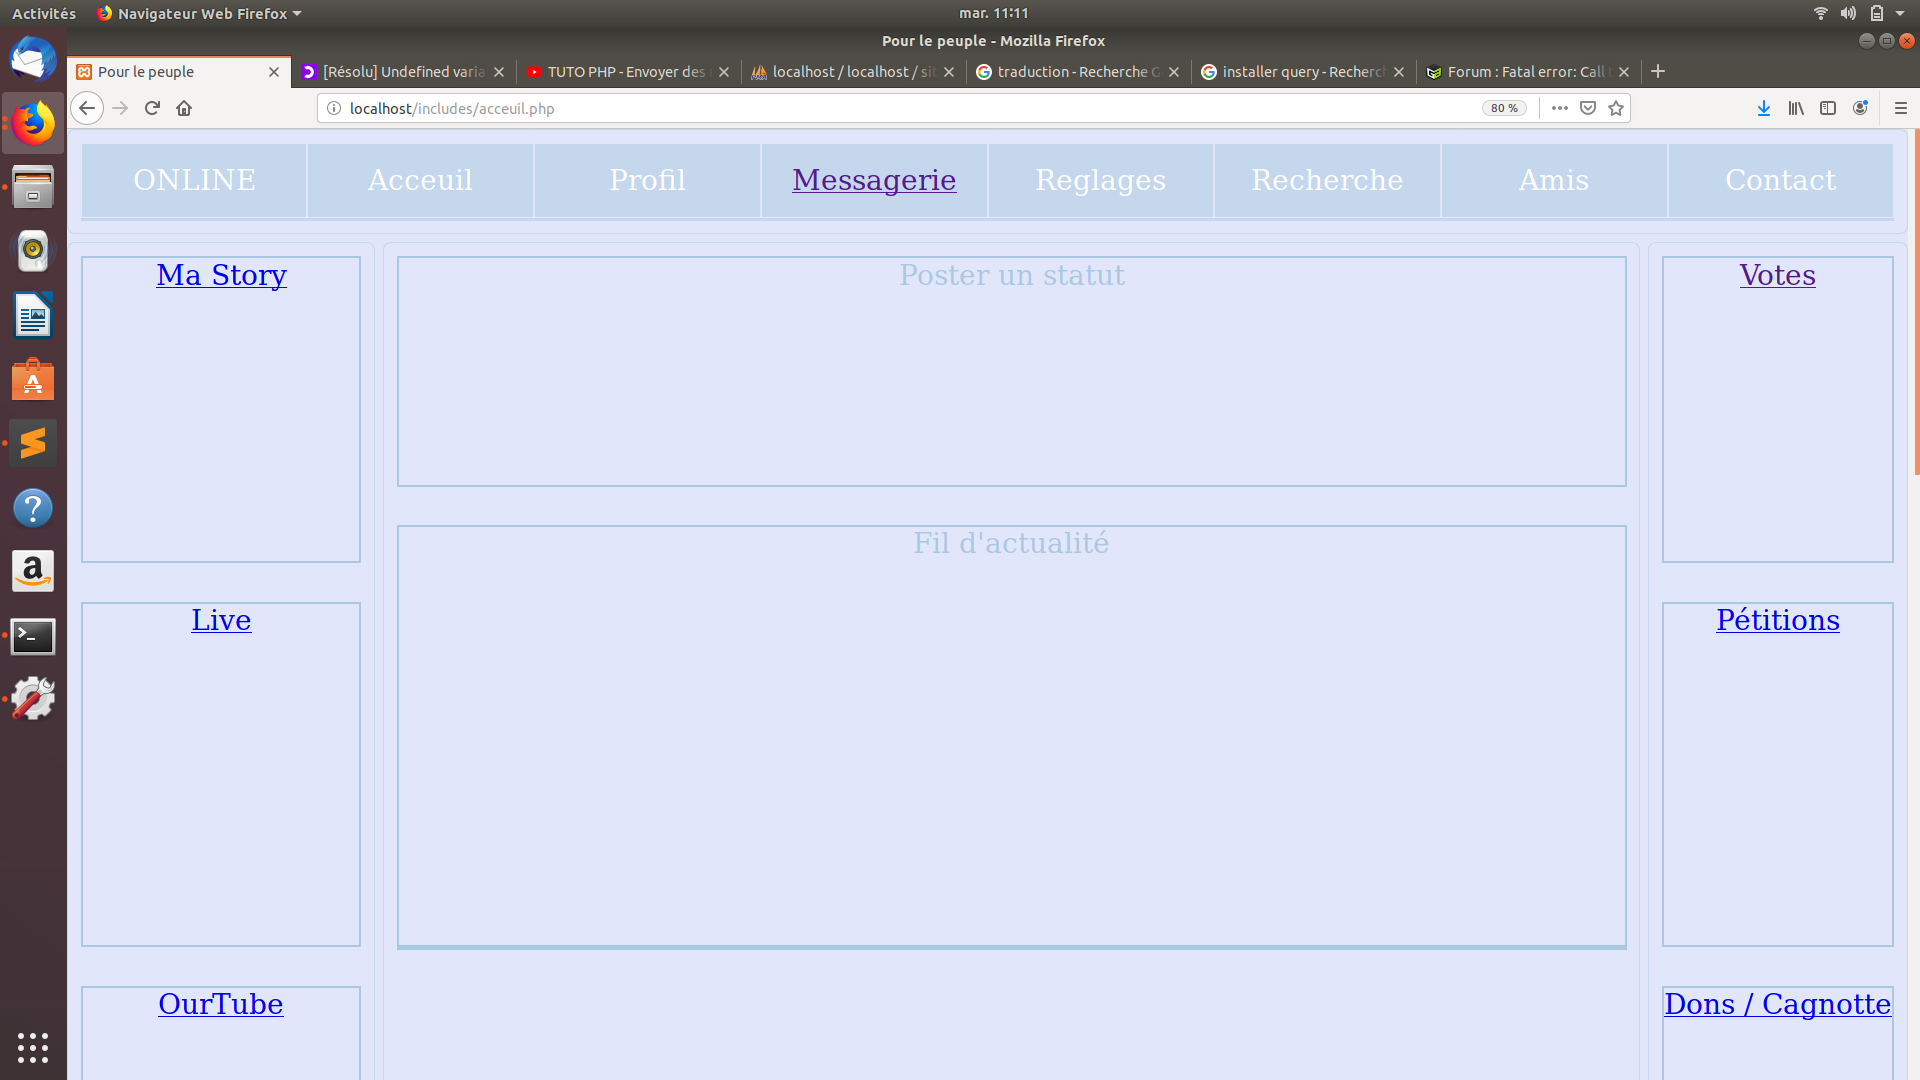 Activités Navigateur Web Firefox mar. 11:11
Pour le peuple - Mozilla Firefox
Pour le peuple [Résolu] Undefined varia TUTO PHP - Envoyer des localhost / localhost / si traduction - Recherche G installer query - Recherch Forum : Fatal error: Call
localhost/includes/acceuil.php 80 %
ONLINE Acceuil Profil Messagerie Reglages Recherche Amis Contact
Ma Story Poster un statut Votes
Fil d'actualité
Live Pétitions
OurTube Dons / Cagnotte